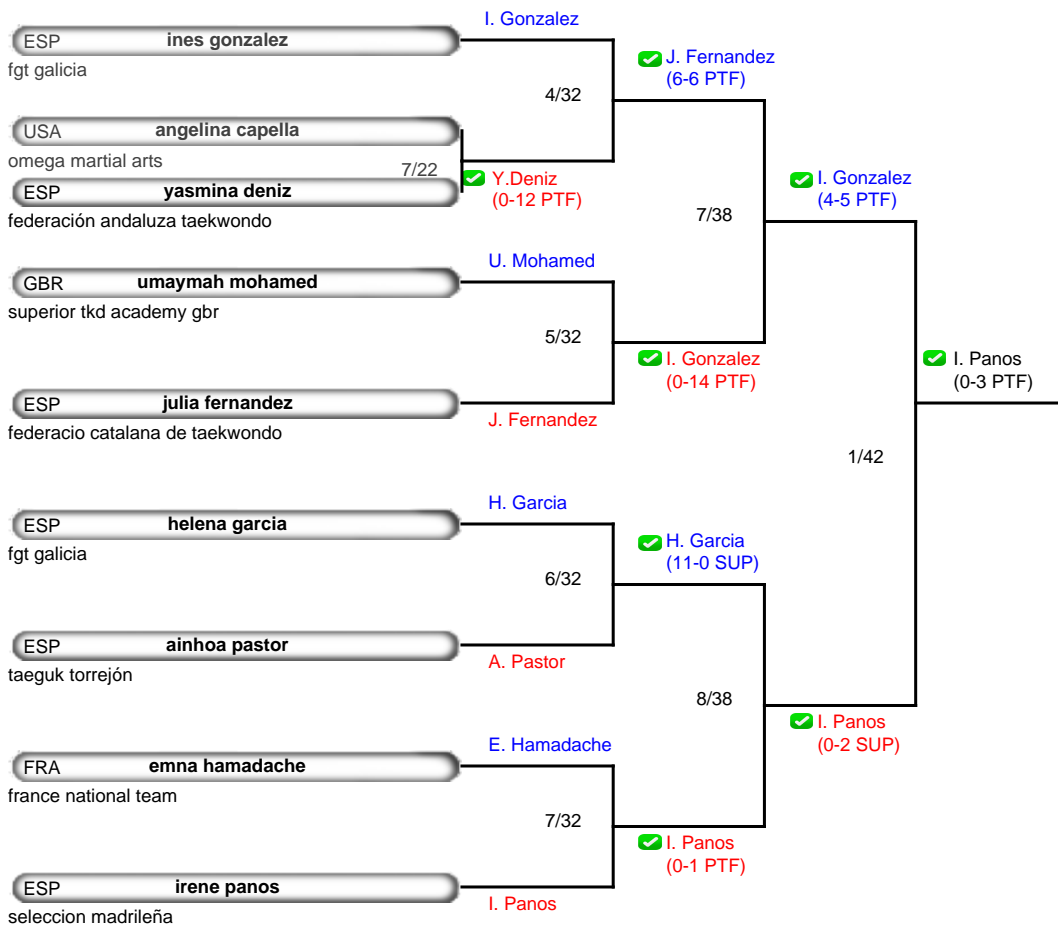 I. Gonzalez
ESP ines gonzalez
fgt galicia
J. Fernandez
(6-6 PTF)
4/32
USA angelina capella
omega martial arts
7/22
Y.Deniz
(0-12 PTF)
ESP yasmina deniz
federación andaluza taekwondo
I. Gonzalez
(4-5 PTF)
7/38
U. Mohamed
GBR umaymah mohamed
superior tkd academy gbr
5/32
I. Gonzalez
(0-14 PTF)
I. Panos
(0-3 PTF)
ESP julia fernandez
federacio catalana de taekwondo
J. Fernandez
1/42
H. Garcia
ESP helena garcia
fgt galicia
H. Garcia
(11-0 SUP)
6/32
ESP ainhoa pastor
taeguk torrejón
A. Pastor
8/38
I. Panos
(0-2 SUP)
E. Hamadache
FRA emna hamadache
france national team
7/32
I. Panos
(0-1 PTF)
ESP irene panos
seleccion madrileña
I. Panos